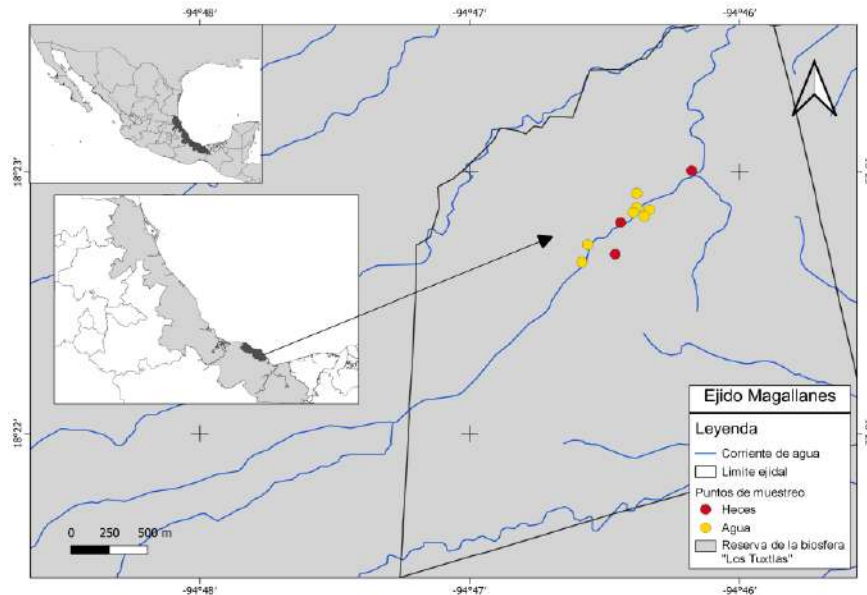 -94°48'
-94°47'
-94°46'
18°23'
18°22'
Ejido Magallanes
Leyenda
Corriente de agua
Limite ejidal
Puntos de muestreo
Heces
Agua
Reserva de la biosfera
"Los Tuxtlas"
0 250 500 m
-94°48'
-94°47'
-94°46'